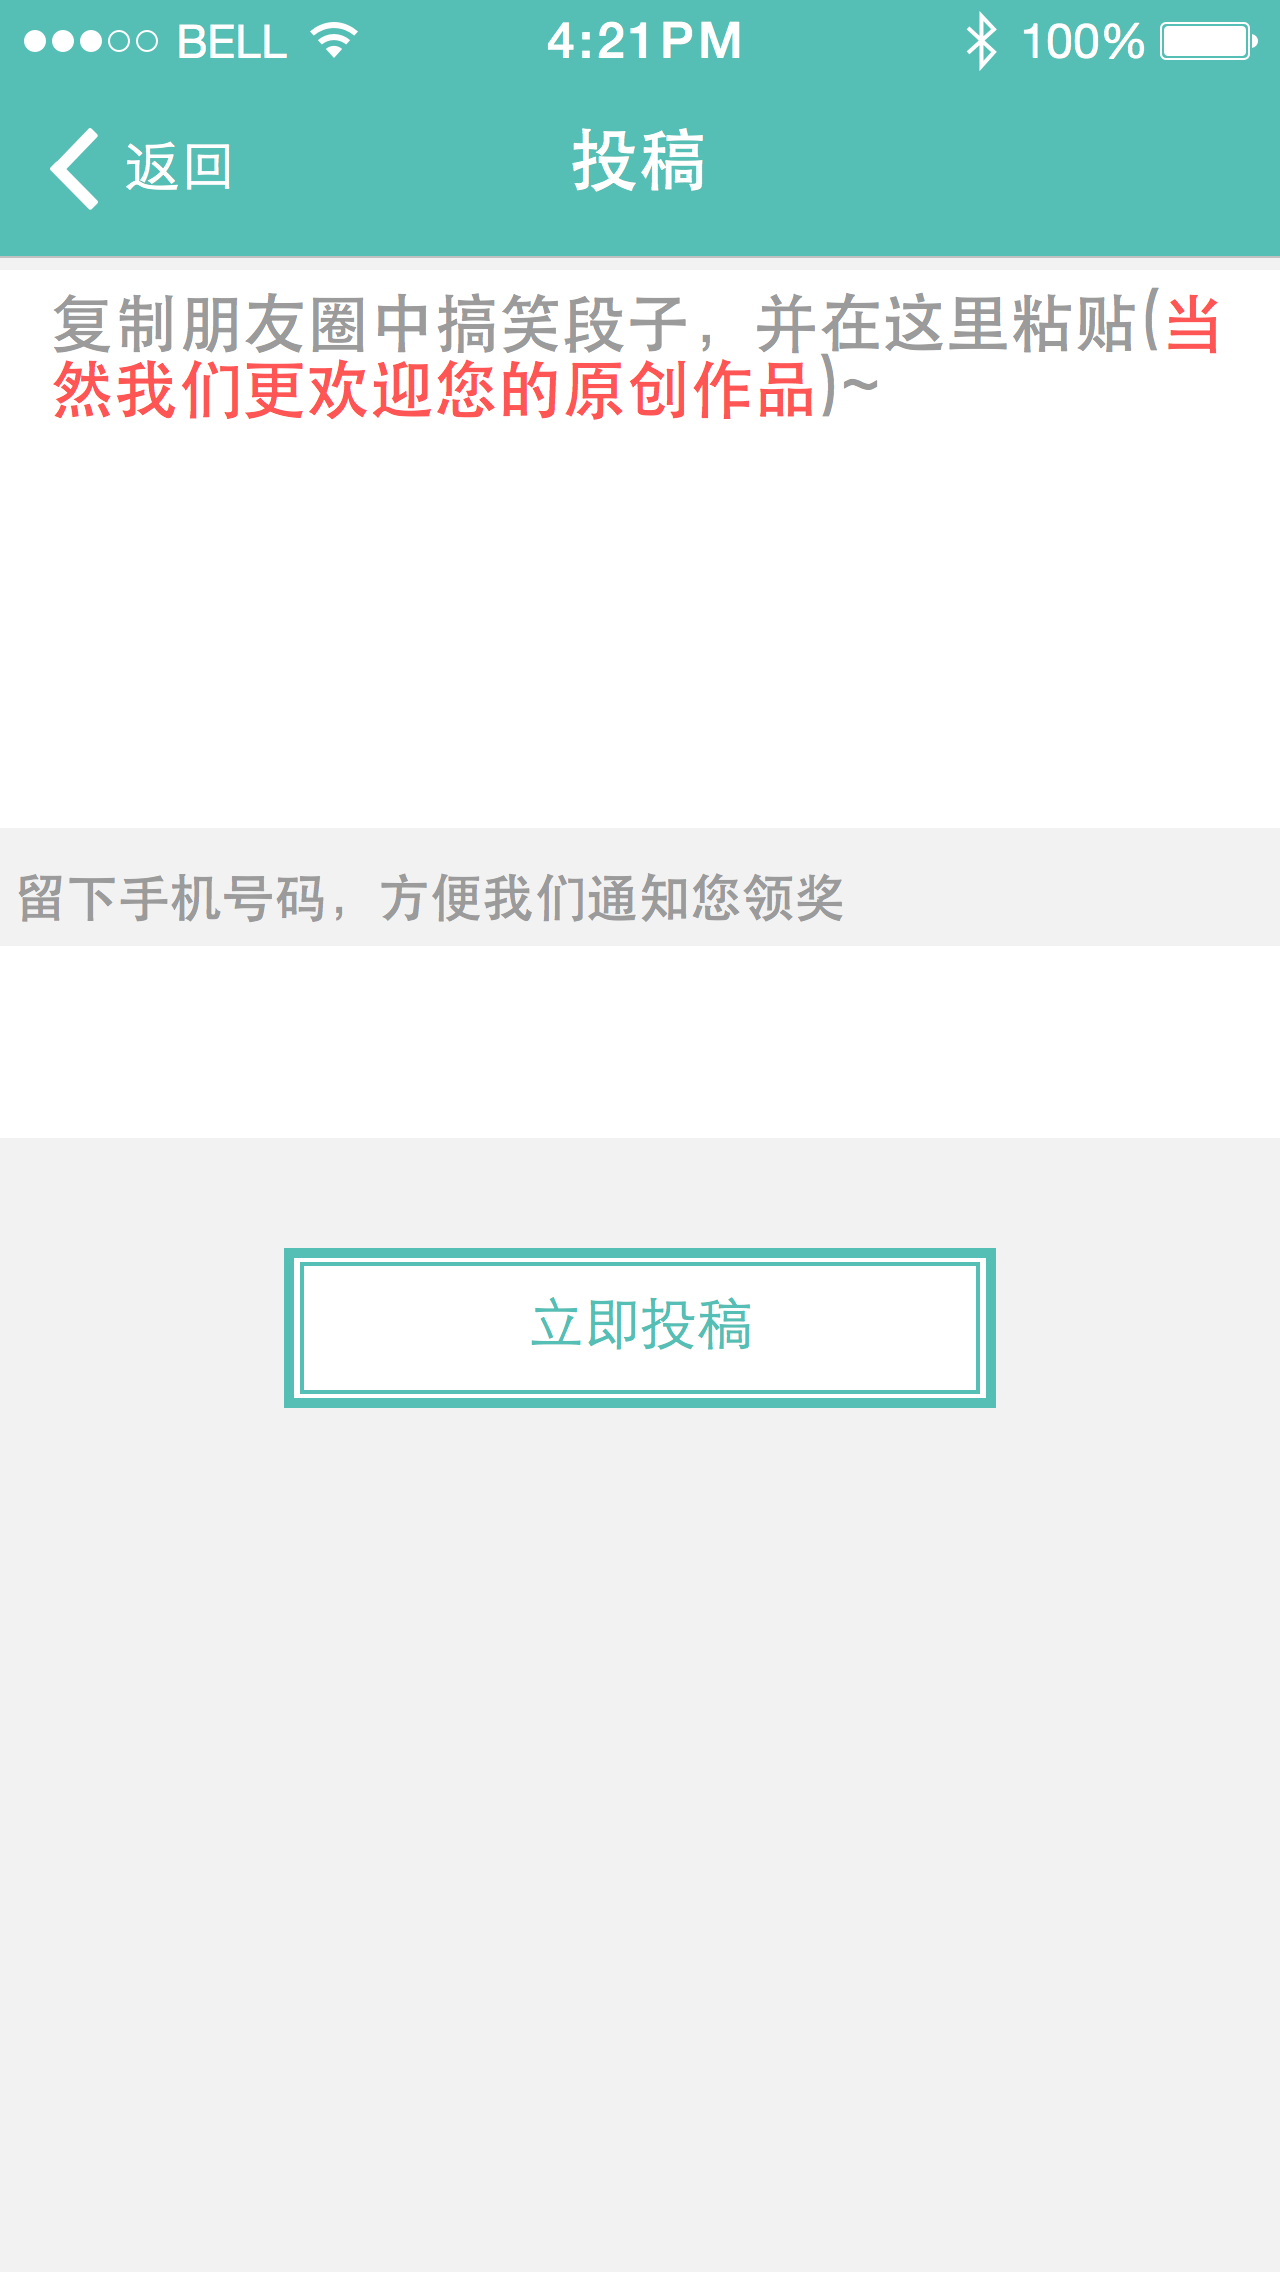 BELL 4:21PM 100%
返回 投稿
复制朋友圈中搞笑段子，并在这里粘贴(当
然我们更欢迎您的原创作品)~
留下手机号码，方便我们通知您领奖
立即投稿